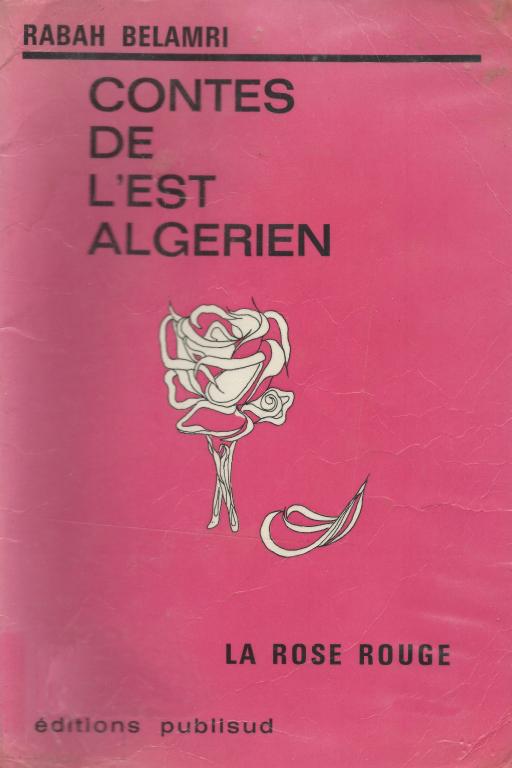 RABAH BELAMRI
CONTES
DE
L'EST
ALGERIEN
LA ROSE ROUGE
éditions publisud